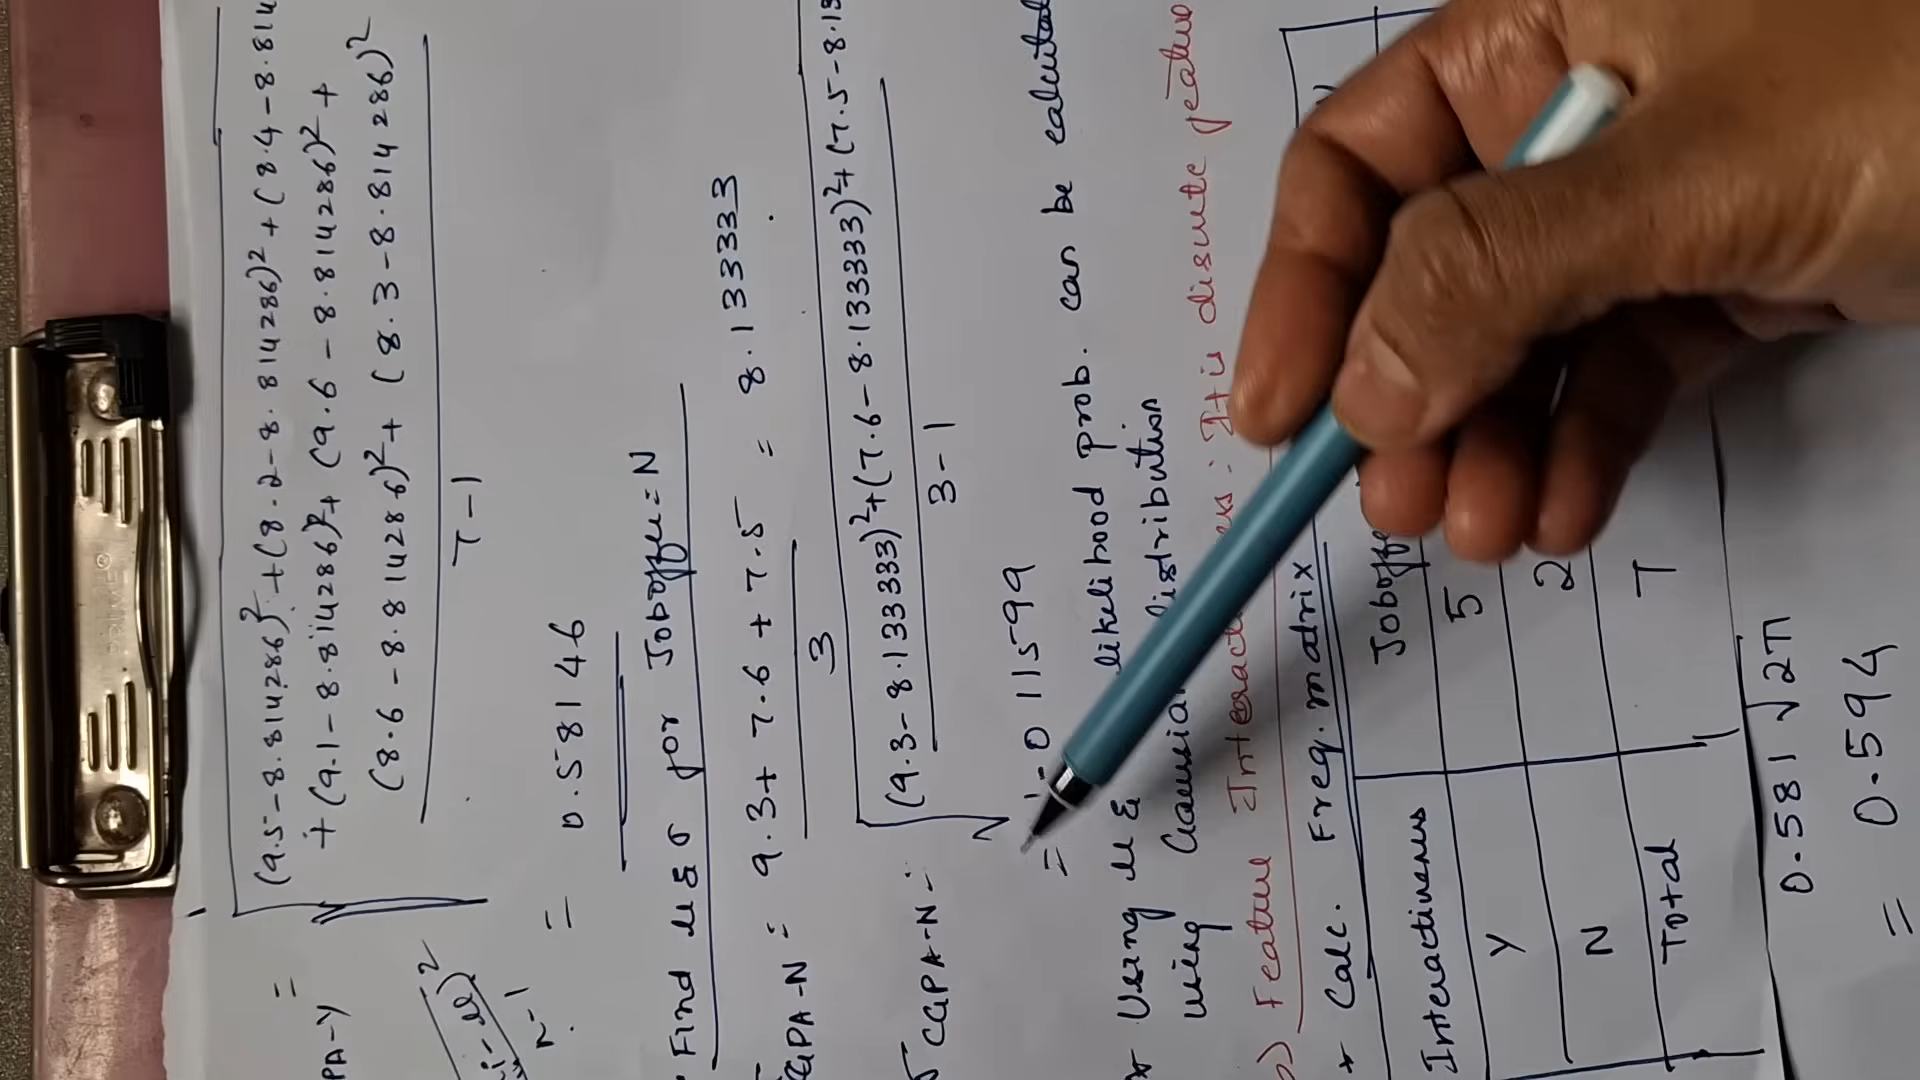 (9.5-8.814286)² + (8.2-8.814286)² + (8.4-8.814
+ (9.1-8.814286)² + (9.6-8.814286)² +
(8.6-8.814286)² + (8.3-8.814286)²
7-1
PA-Y =
n-1
= 0.58146
Find μ & σ for Joboffer=N
CGPA-N = 9.3+7.6+7.5 = 8.133333
3
σ CGPA-N = √(9.3-8.133333)²+(7.6-8.133333)²+(7.5-8.13
3-1
= 1.011599
* Using μ & likelihood prob. can be calculated
using Gaussian distribution
Feature Interactiveness: It is discrete feature
* Calc. Freq. matrix
Interactiveness
Y 5
N 2
Total 7
0.581√2π
= 0.594